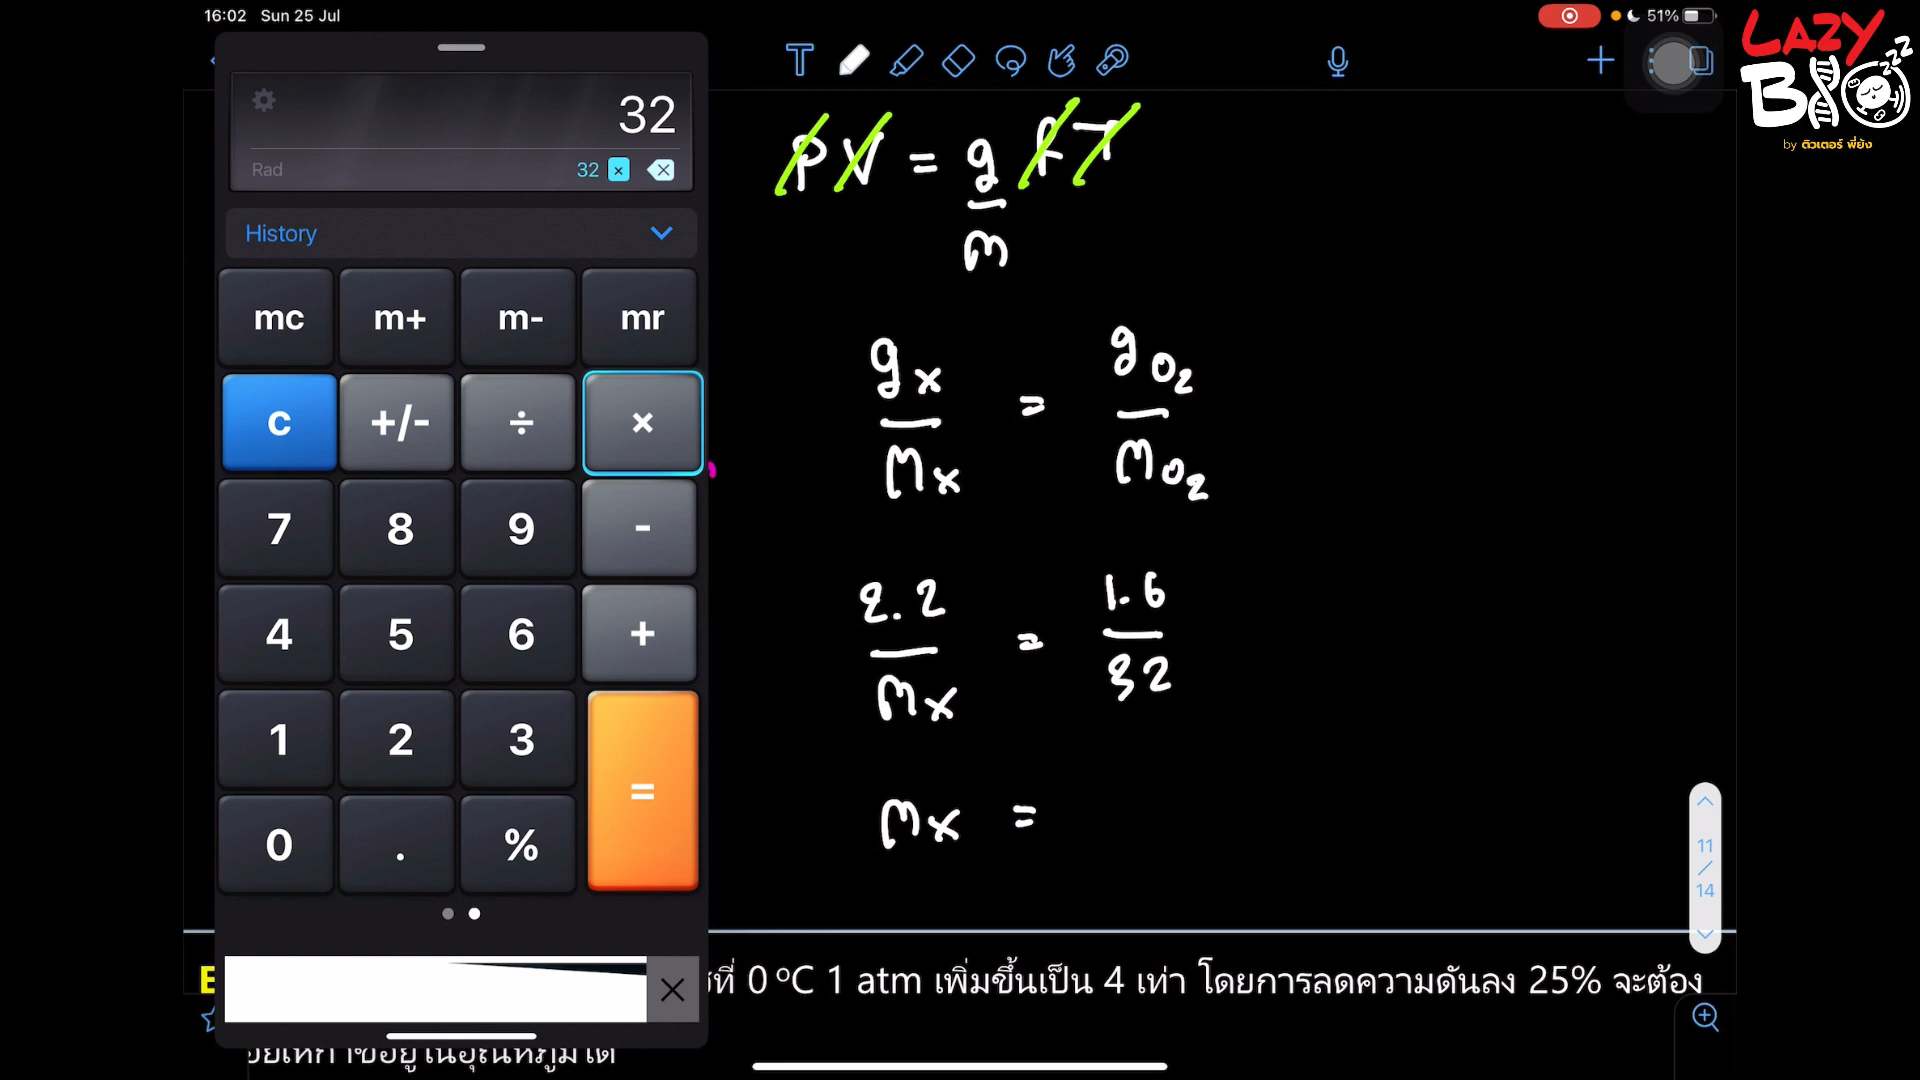 16:02 Sun 25 Jul
51%
LAZY
BIO
zzz
by ติวเตอร์ พี่ยัง
32
Rad 32 ×
History
mc m+ m- mr
c +/- ÷ ×
7 8 9 -
4 5 6 +
1 2 3 =
0 . %
T
PV = g RT
M
gx = gO2
Mx MO2
2.2 = 1.6
Mx 32
Mx =
11
/
14
ที่ 0 °C 1 atm เพิ่มขึ้นเป็น 4 เท่า โดยการลดความดันลง 25% จะต้อง